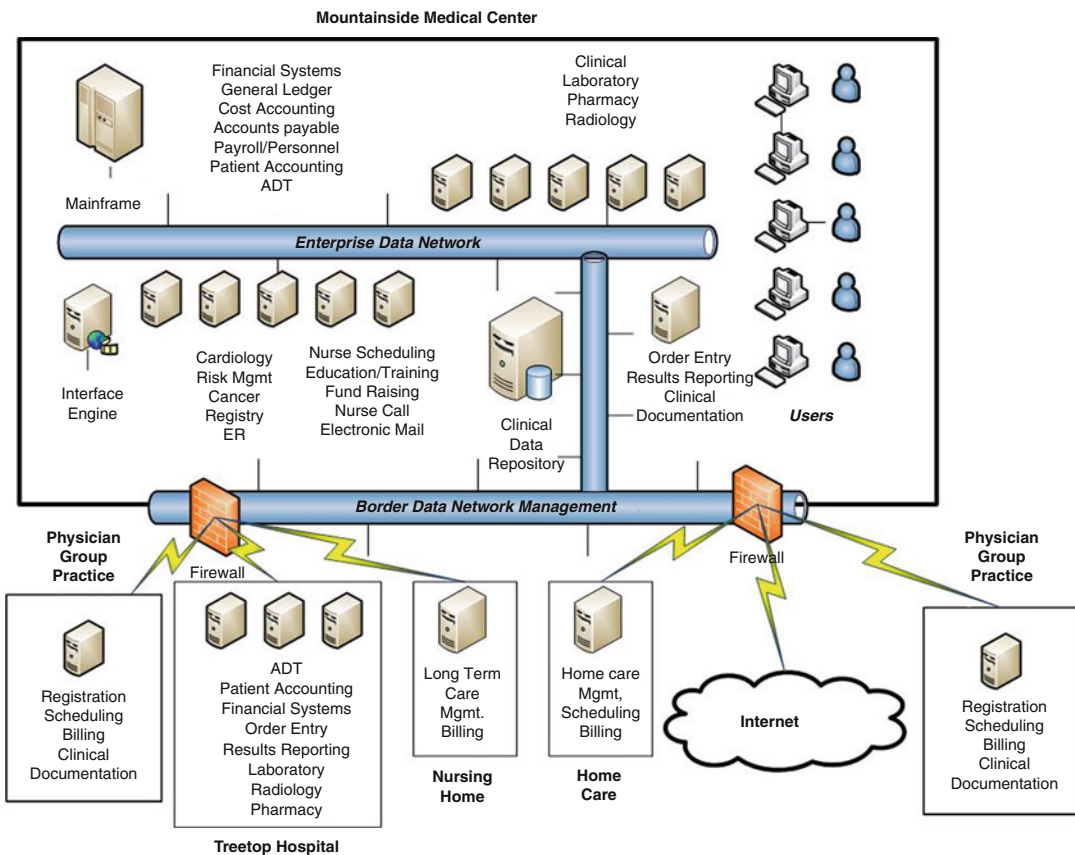 Mountainside Medical Center
Financial Systems
General Ledger
Cost Accounting
Accounts payable
Payroll/Personnel
Patient Accounting
ADT
Clinical
Laboratory
Pharmacy
Radiology
Mainframe
Enterprise Data Network
Interface
Engine
Cardiology
Risk Mgmt
Cancer
Registry
ER
Nurse Scheduling
Education/Training
Fund Raising
Nurse Call
Electronic Mail
Clinical
Data
Repository
Order Entry
Results Reporting
Clinical
Documentation
Users
Border Data Network Management
Physician
Group
Practice
Firewall
Firewall
Physician
Group
Practice
Registration
Scheduling
Billing
Clinical
Documentation
ADT
Patient Accounting
Financial Systems
Order Entry
Results Reporting
Laboratory
Radiology
Pharmacy
Treetop Hospital
Long Term
Care
Mgmt.
Billing
Nursing
Home
Home care
Mgmt,
Scheduling
Billing
Home
Care
Internet
Registration
Scheduling
Billing
Clinical
Documentation